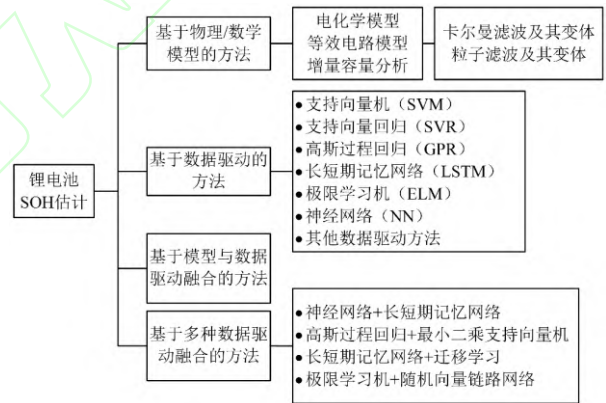 锂电池
SOH估计
基于物理/数学
模型的方法
电化学模型
等效电路模型
增量容量分析
卡尔曼滤波及其变体
粒子滤波及其变体
基于数据驱动的
方法
●支持向量机（SVM）
●支持向量回归（SVR）
●高斯过程回归（GPR）
●长短期记忆网络（LSTM）
●极限学习机（ELM）
●神经网络（NN）
●其他数据驱动方法
基于模型与数据
驱动融合的方法
基于多种数据驱
动融合的方法
●神经网络+长短期记忆网络
●高斯过程回归+最小二乘支持向量机
●长短期记忆网络+迁移学习
●极限学习机+随机向量链路网络